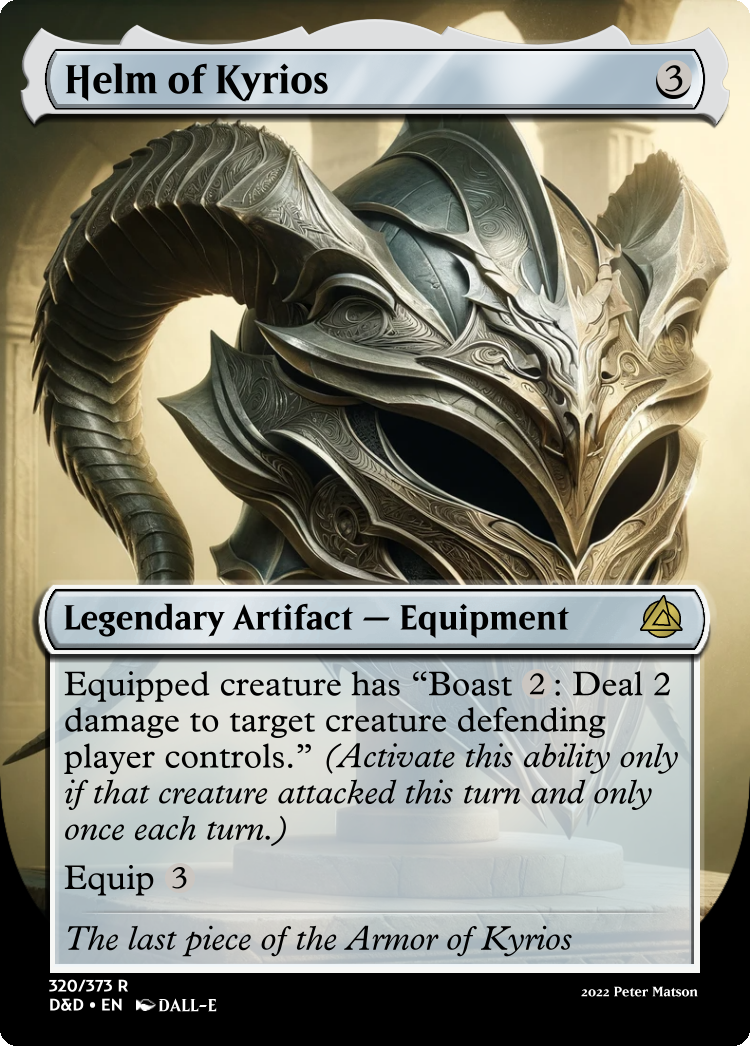 Helm of Kyrios 3
Legendary Artifact — Equipment
Equipped creature has “Boast 2: Deal 2
damage to target creature defending
player controls.” (Activate this ability only
if that creature attacked this turn and only
once each turn.)
Equip 3
The last piece of the Armor of Kyrios
320/373 R
D&D • EN DALL-E
2022 Peter Matson